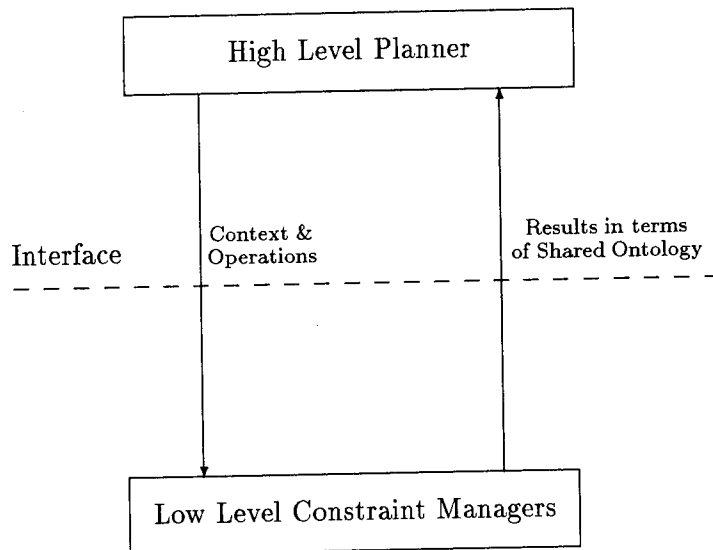 High Level Planner
Context &
Operations
Results in terms
of Shared Ontology
Interface
Low Level Constraint Managers